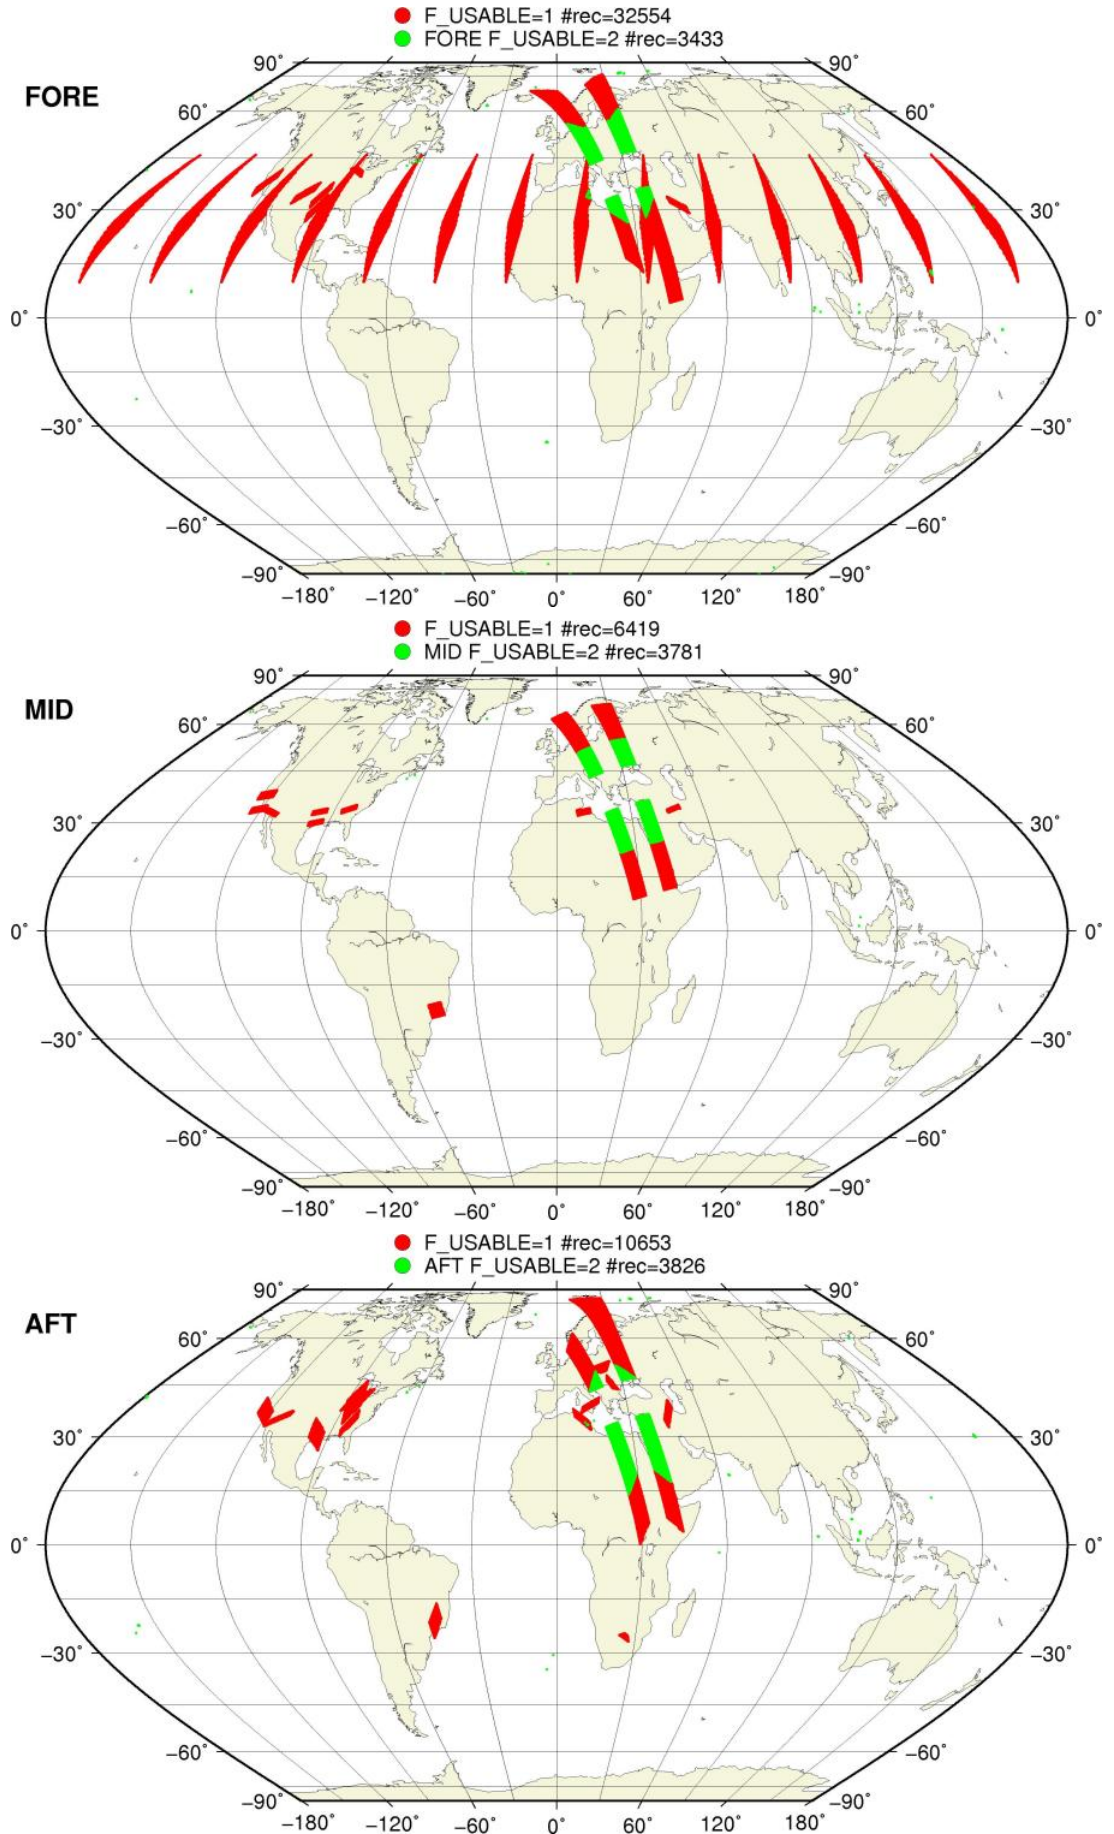 F_USABLE=1 #rec=32554
FORE F_USABLE=2 #rec=3433
FORE
90˚ 90˚
60˚ 60˚
30˚ 30˚
0˚ 0˚
−30˚ −30˚
−60˚ −60˚
−90˚ −90˚
−180˚ −120˚ −60˚ 0˚ 60˚ 120˚ 180˚
F_USABLE=1 #rec=6419
MID F_USABLE=2 #rec=3781
MID
90˚ 90˚
60˚ 60˚
30˚ 30˚
0˚ 0˚
−30˚ −30˚
−60˚ −60˚
−90˚ −90˚
−180˚ −120˚ −60˚ 0˚ 60˚ 120˚ 180˚
F_USABLE=1 #rec=10653
AFT F_USABLE=2 #rec=3826
AFT
90˚ 90˚
60˚ 60˚
30˚ 30˚
0˚ 0˚
−30˚ −30˚
−60˚ −60˚
−90˚ −90˚
−180˚ −120˚ −60˚ 0˚ 60˚ 120˚ 180˚